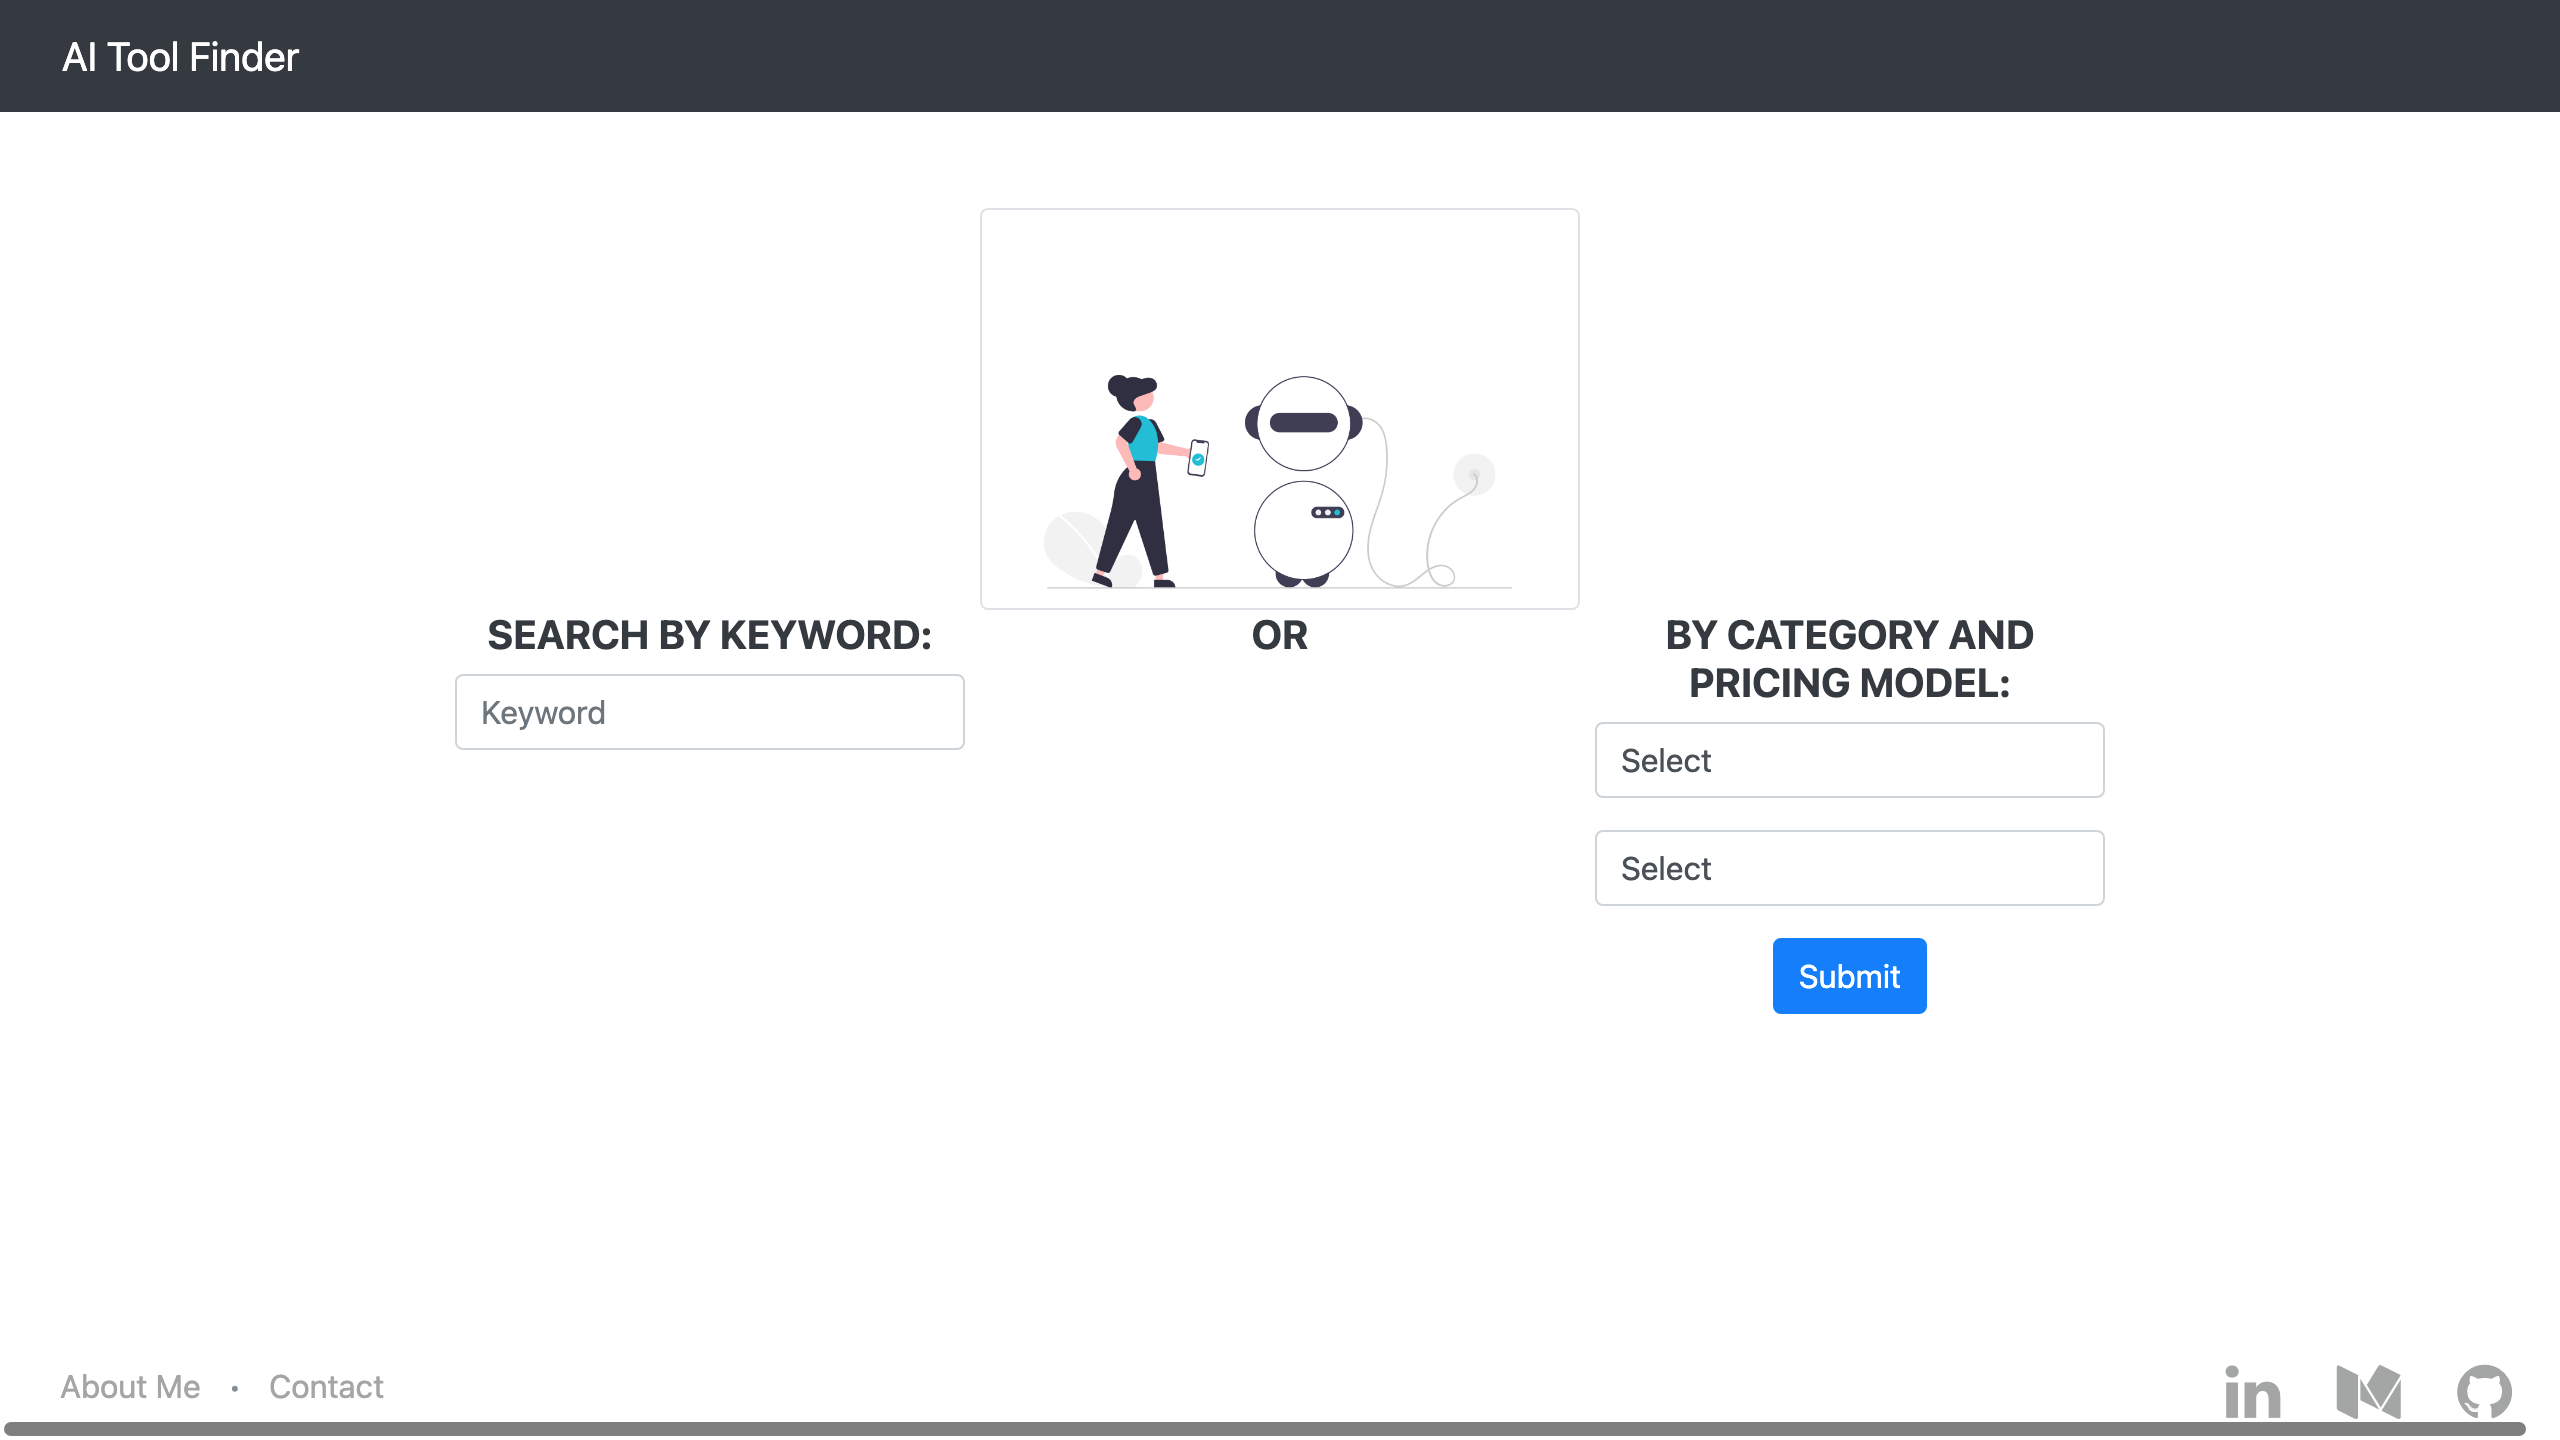 AI Tool Finder
SEARCH BY KEYWORD:
Keyword
OR
BY CATEGORY AND
PRICING MODEL:
Select
Select
Submit
About Me • Contact
in